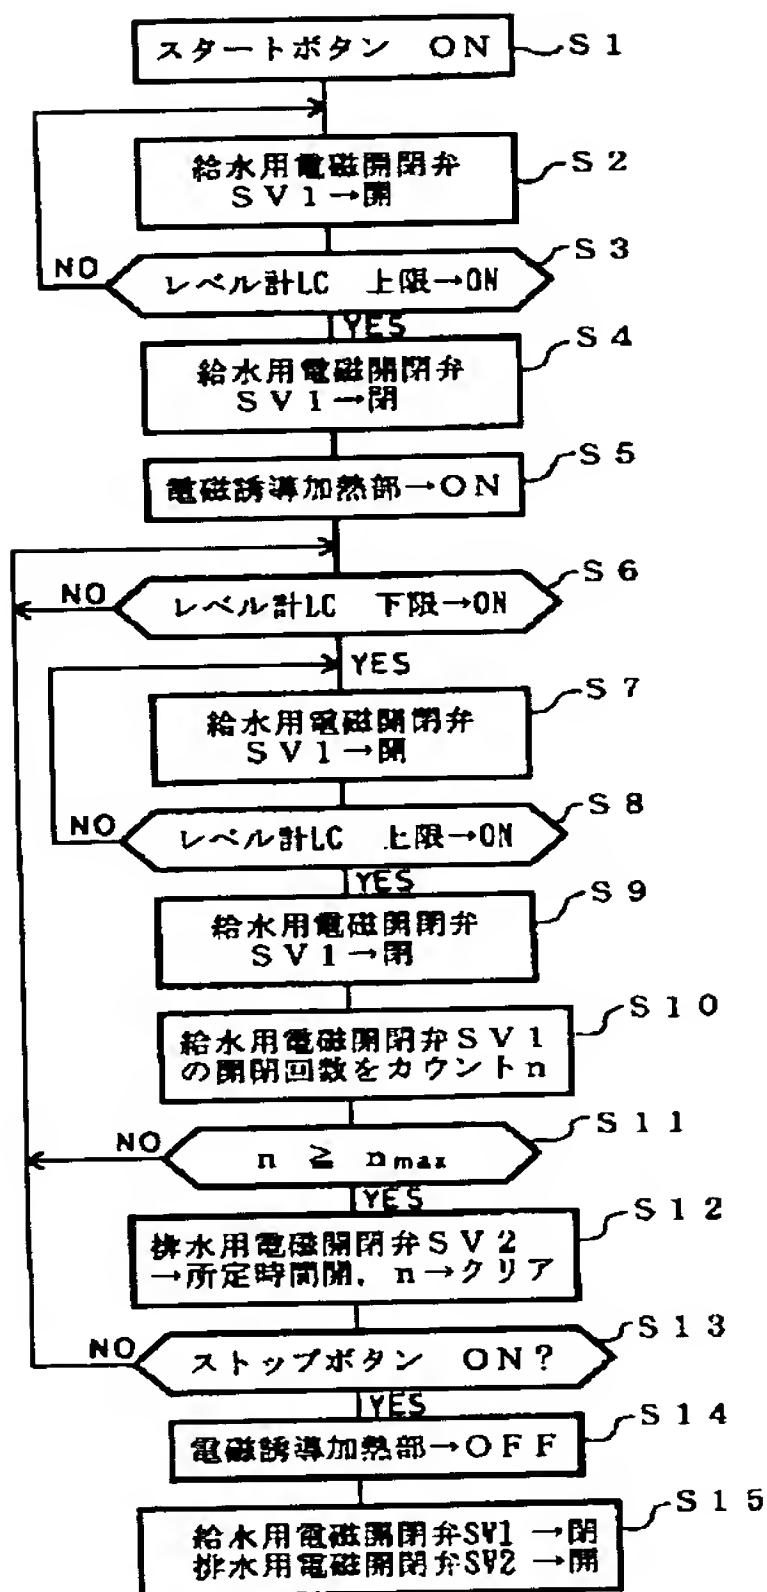 スタートボタン ON
S1
給水用電磁開閉弁
SV1→開
S2
NO
レベル計LC 上限→ON
S3
YES
給水用電磁開閉弁
SV1→閉
S4
電磁誘導加熱部→ON
S5
NO
レベル計LC 下限→ON
S6
YES
給水用電磁開閉弁
SV1→開
S7
NO
レベル計LC 上限→ON
S8
YES
給水用電磁開閉弁
SV1→閉
S9
給水用電磁開閉弁SV1
の開閉回数をカウントn
S10
NO
n ≧ nmax
S11
YES
排水用電磁開閉弁SV2
→所定時間開, n→クリア
S12
NO
ストップボタン ON?
S13
YES
電磁誘導加熱部→OFF
S14
給水用電磁開閉弁SV1→閉
排水用電磁開閉弁SV2→開
S15